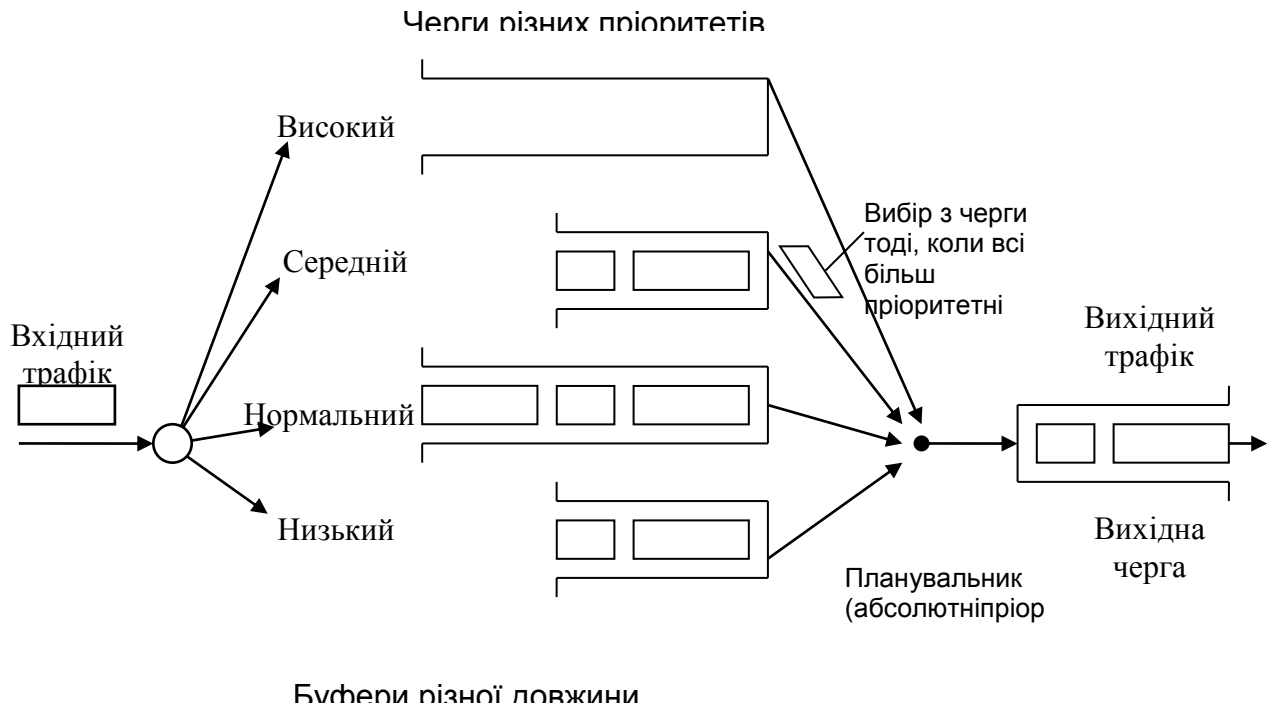 Черги різних пріоритетів
Високий
Середній
Вибір з черги
тоді, коли всі
більш
пріоритетні
Вхідний
трафік
Нормальний
Вихідний
трафік
Низький
Вихідна
черга
Планувальник
(абсолютніпріор
Буфери різної довжини